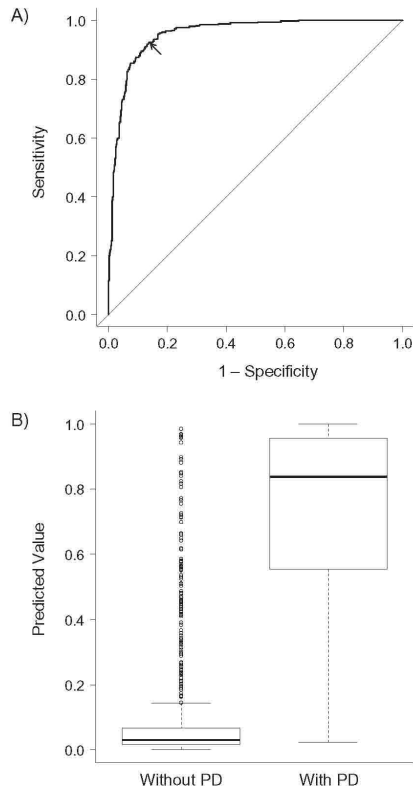 A)
1.0
0.8
0.6
0.4
0.2
0.0
Sensitivity
0.0 0.2 0.4 0.6 0.8 1.0
1 – Specificity
B)
1.0
0.8
0.6
0.4
0.2
0.0
Predicted Value
Without PD With PD